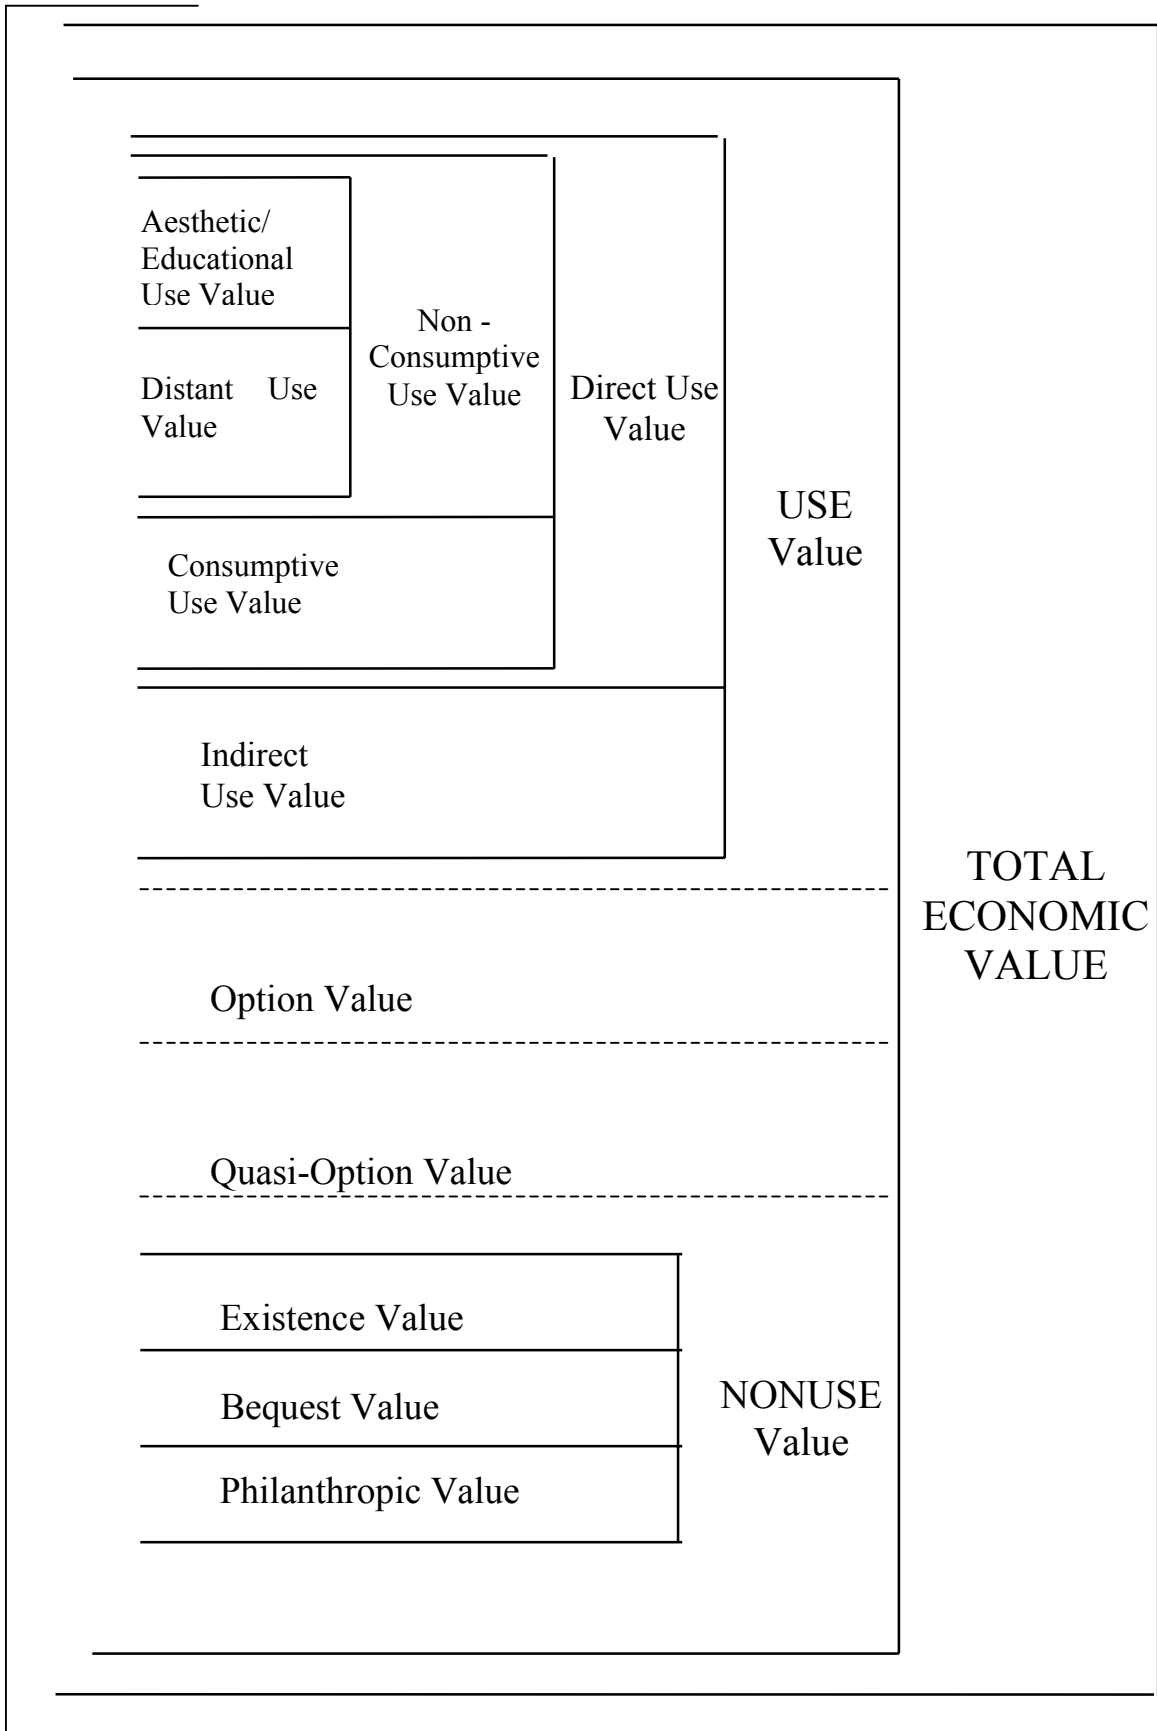 Aesthetic/
Educational
Use Value
Distant Use
Value
Non -
Consumptive
Use Value
Direct Use
Value
USE
Value
Consumptive
Use Value
Indirect
Use Value
TOTAL
ECONOMIC
VALUE
Option Value
Quasi-Option Value
Existence Value
Bequest Value
Philanthropic Value
NONUSE
Value